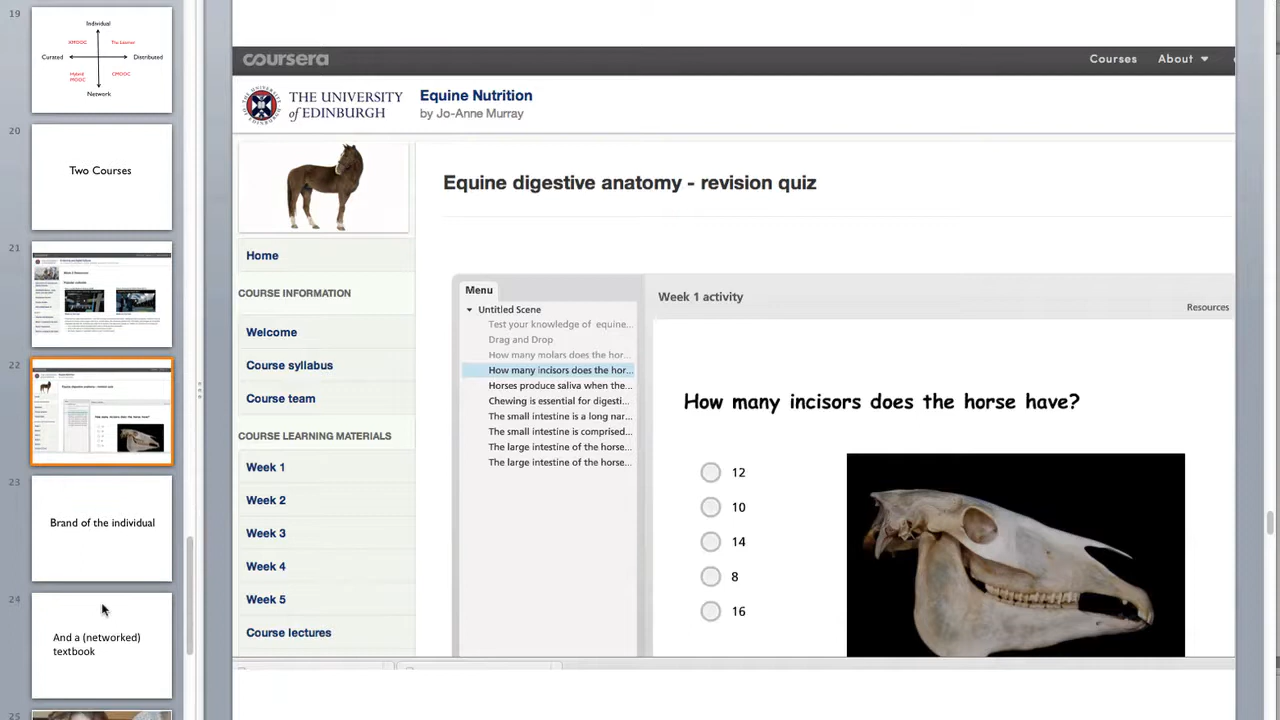 19
Individual
xMOOC
The Learner
Curated
Distributed
Hybrid
MOOC
CMOOC
Network
20
Two Courses
21
22
23
Brand of the individual
24
And a (networked)
textbook
25
coursera
Courses
About
THE UNIVERSITY
of EDINBURGH
Equine Nutrition
by Jo-Anne Murray
Equine digestive anatomy - revision quiz
Home
COURSE INFORMATION
Welcome
Course syllabus
Course team
COURSE LEARNING MATERIALS
Week 1
Week 2
Week 3
Week 4
Week 5
Course lectures
Menu
Untitled Scene
Test your knowledge of equine...
Drag and Drop
How many molars does the hor...
How many incisors does the hor...
Horses produce saliva when the...
Chewing is essential for digesti...
The small intestine is a long nar...
The small intestine is comprised...
The large intestine of the horse...
The large intestine of the horse...
Week 1 activity
Resources
How many incisors does the horse have?
12
10
14
8
16